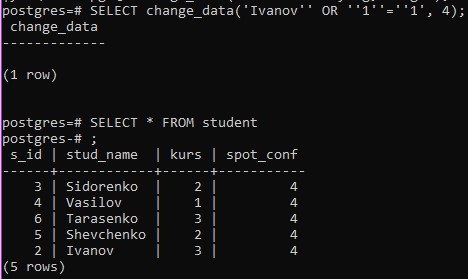 postgres=# SELECT change_data('Ivanov'' OR ''1''=''1', 4);
 change_data
-------------

(1 row)


postgres=# SELECT * FROM student
postgres-# ;
 s_id | stud_name  | kurs | spot_conf
------+------------+------+-----------
    3 | Sidorenko  |    2 |         4
    4 | Vasilov    |    1 |         4
    6 | Tarasenko  |    3 |         4
    5 | Shevchenko |    2 |         4
    2 | Ivanov     |    3 |         4
(5 rows)